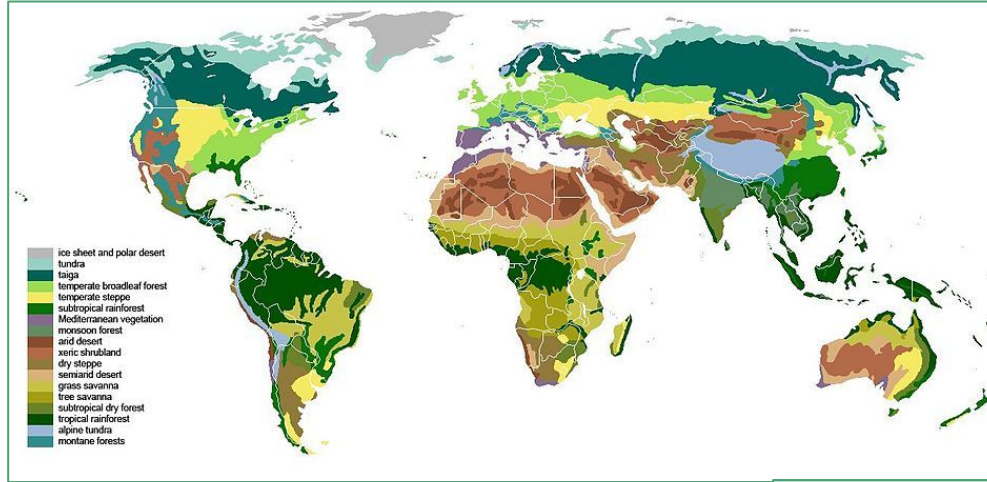 ice sheet and polar desert
tundra
taiga
temperate broadleaf forest
temperate steppe
subtropical rainforest
Mediterranean vegetation
monsoon forest
arid desert
xeric shrubland
dry steppe
semiarid desert
grass savanna
tree savanna
subtropical dry forest
tropical rainforest
alpine tundra
montane forests